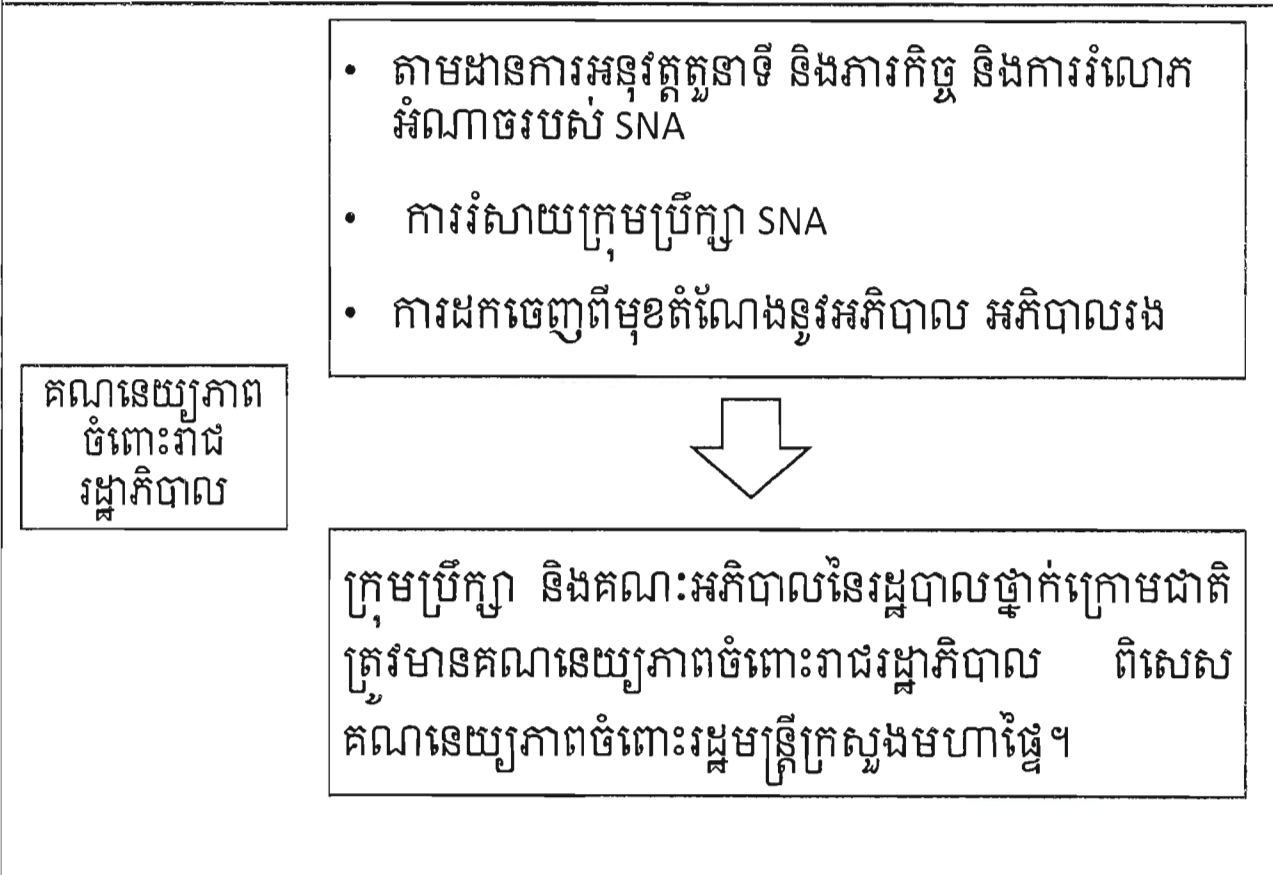 • តាមដានការអនុវត្តតួនាទី និងភារកិច្ច និងការរំលោភ
អំណាចរបស់ SNA
• ការរំសាយក្រុមប្រឹក្សា SNA
• ការដកចេញពីមុខតំណែងនូវអភិបាល អភិបាលរង
គណនេយ្យភាព
ចំពោះរាជ
រដ្ឋាភិបាល
ក្រុមប្រឹក្សា និងគណៈអភិបាលនៃរដ្ឋបាលថ្នាក់ក្រោមជាតិ
ត្រូវមានគណនេយ្យភាពចំពោះរាជរដ្ឋាភិបាល ពិសេស
គណនេយ្យភាពចំពោះរដ្ឋមន្ត្រីក្រសួងមហាផ្ទៃ។